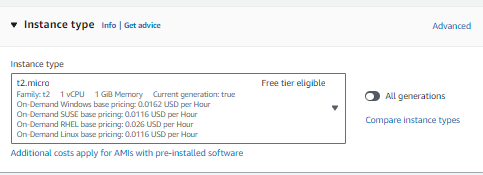 Instance type Info | Get advice Advanced
Instance type
t2.micro Free tier eligible
Family: t2 1 vCPU 1 GiB Memory Current generation: true
On-Demand Windows base pricing: 0.0162 USD per Hour
On-Demand SUSE base pricing: 0.0116 USD per Hour
On-Demand RHEL base pricing: 0.026 USD per Hour
On-Demand Linux base pricing: 0.0116 USD per Hour
All generations
Compare instance types
Additional costs apply for AMIs with pre-installed software